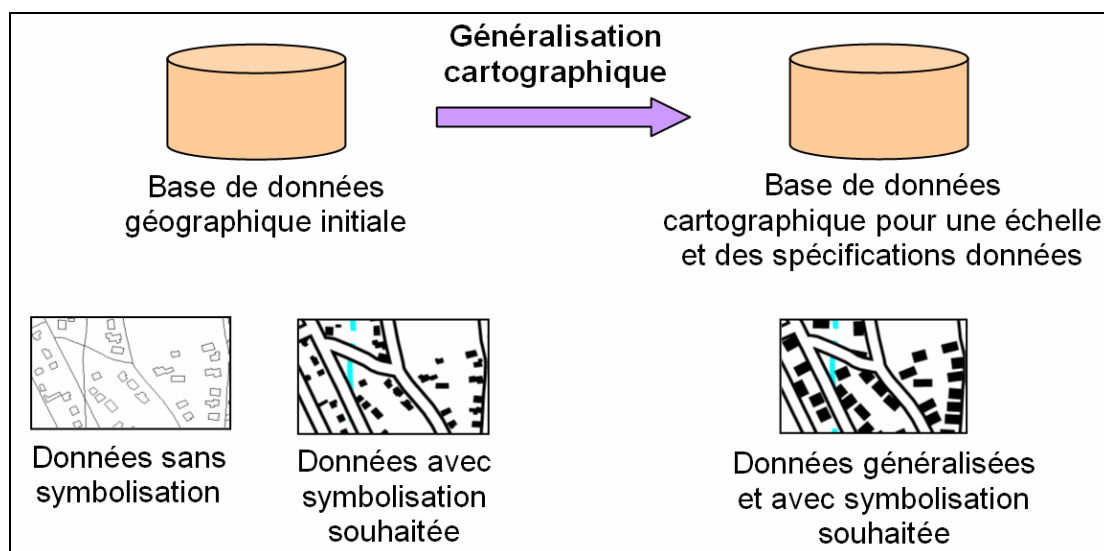 Généralisation
cartographique
Base de données
géographique initiale
Base de données
cartographique pour une échelle
et des spécifications données
Données sans
symbolisation
Données avec
symbolisation
souhaitée
Données généralisées
et avec symbolisation
souhaitée